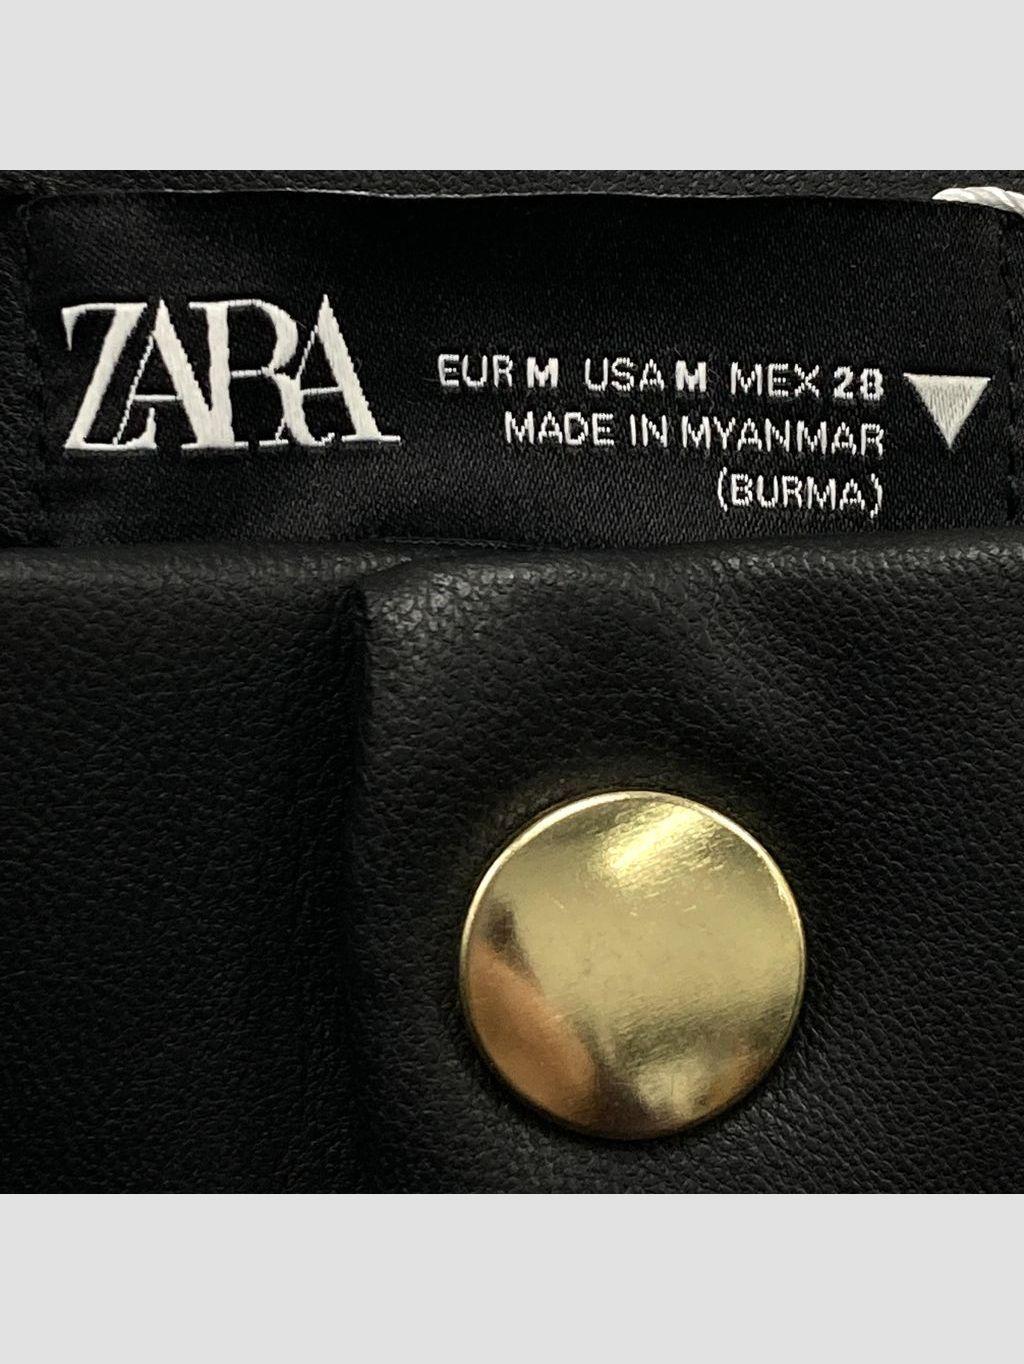 ZARA
EUR M USA M MEX 28
MADE IN MYANMAR
(BURMA)